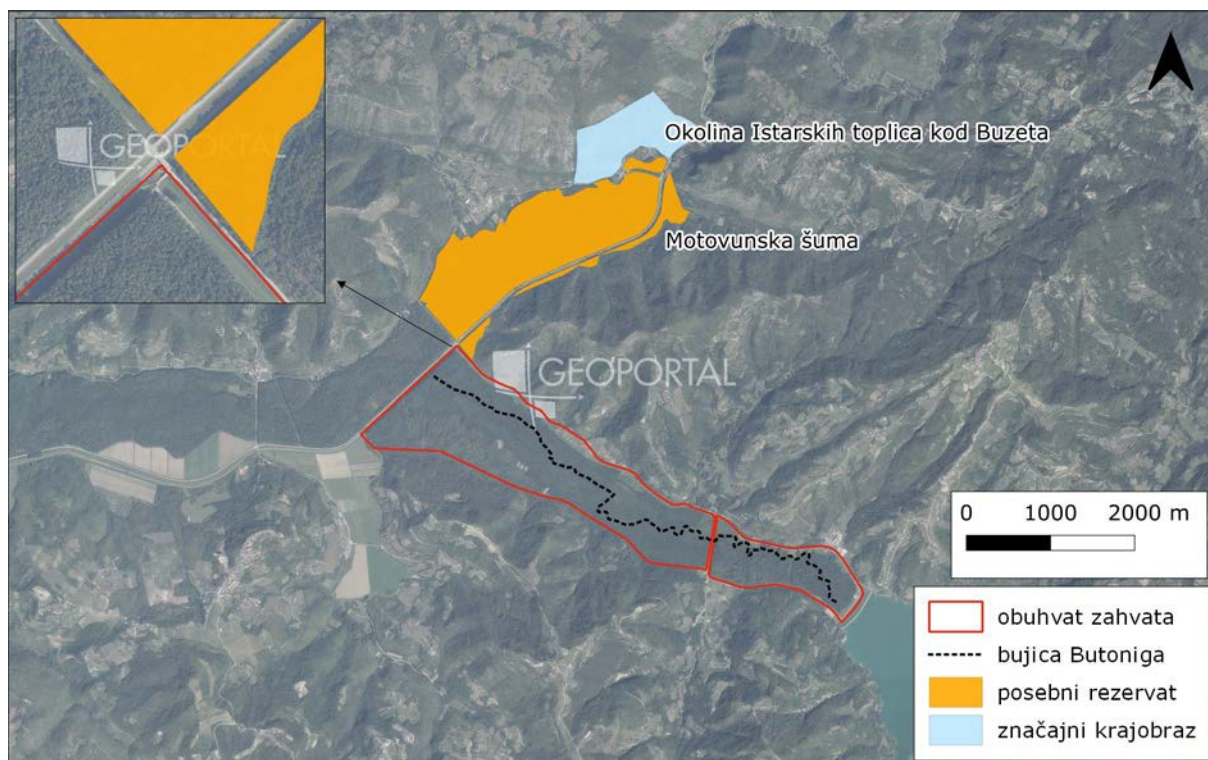 GEOPORTAL
Okolina Istarskih toplica kod Buzeta
Motovunska šuma
GEOPORTAL
0 1000 2000 m
obuhvat zahvata
bujica Butoniga
posebni rezervat
značajni krajobraz